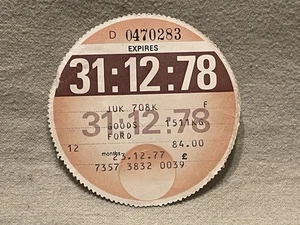 D 0470283
EXPIRES
31:12:78
JUK 708K F
31:12:78
GOODS 1511KG
FORD
12 84.00
months 23.12.77 £
7357 3832 0039